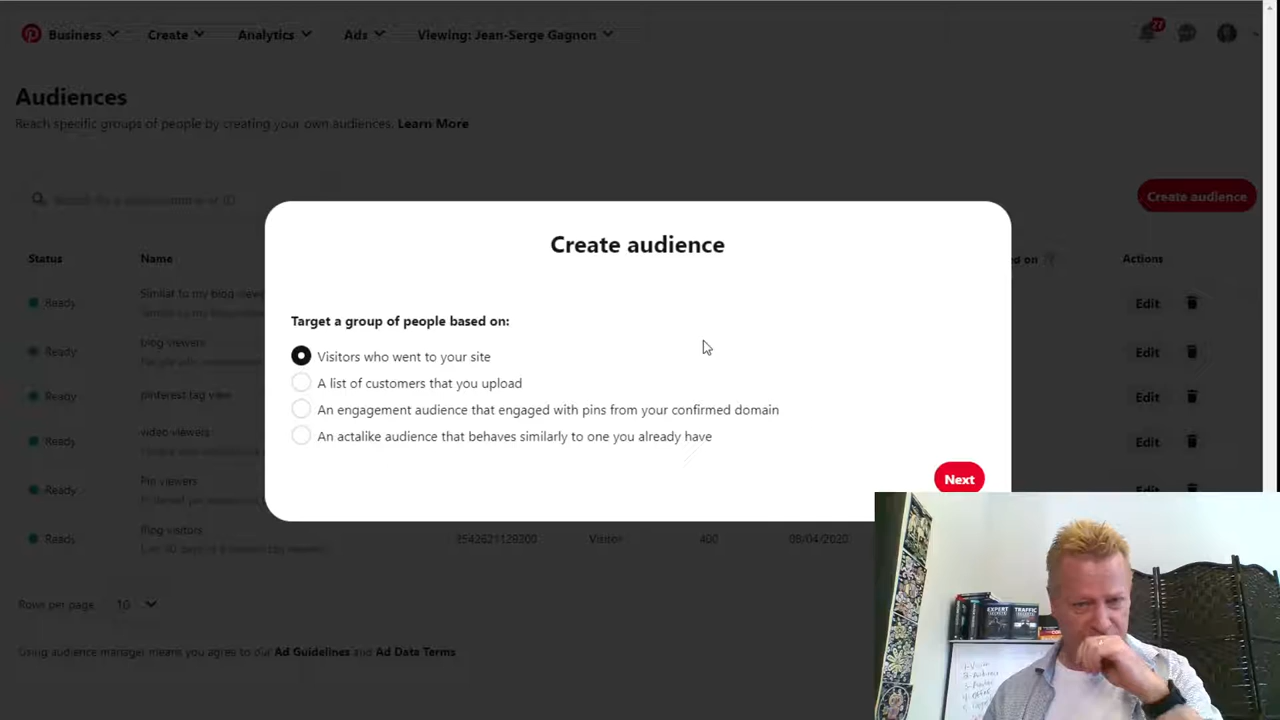 Business Create Analytics Ads Viewing: Jean-Serge Gagnon 27
Audiences
Reach specific groups of people by creating your own audiences. Learn More
Create audience
Status Name Actions
Create audience
Target a group of people based on:
Visitors who went to your site
A list of customers that you upload
An engagement audience that engaged with pins from your confirmed domain
An actalike audience that behaves similarly to one you already have
Next
Ready Similar to my blog viewers Edit
Ready blog viewers Edit
Ready pinterest tag view Edit
Ready video viewers Edit
Ready Pin viewers Edit
Ready Blog visitors Visitor 400 08/04/2020
Rows per page 10
Using audience manager means you agree to our Ad Guidelines and Ad Data Terms
EXPERT SECRETS
TRAFFIC SECRETS